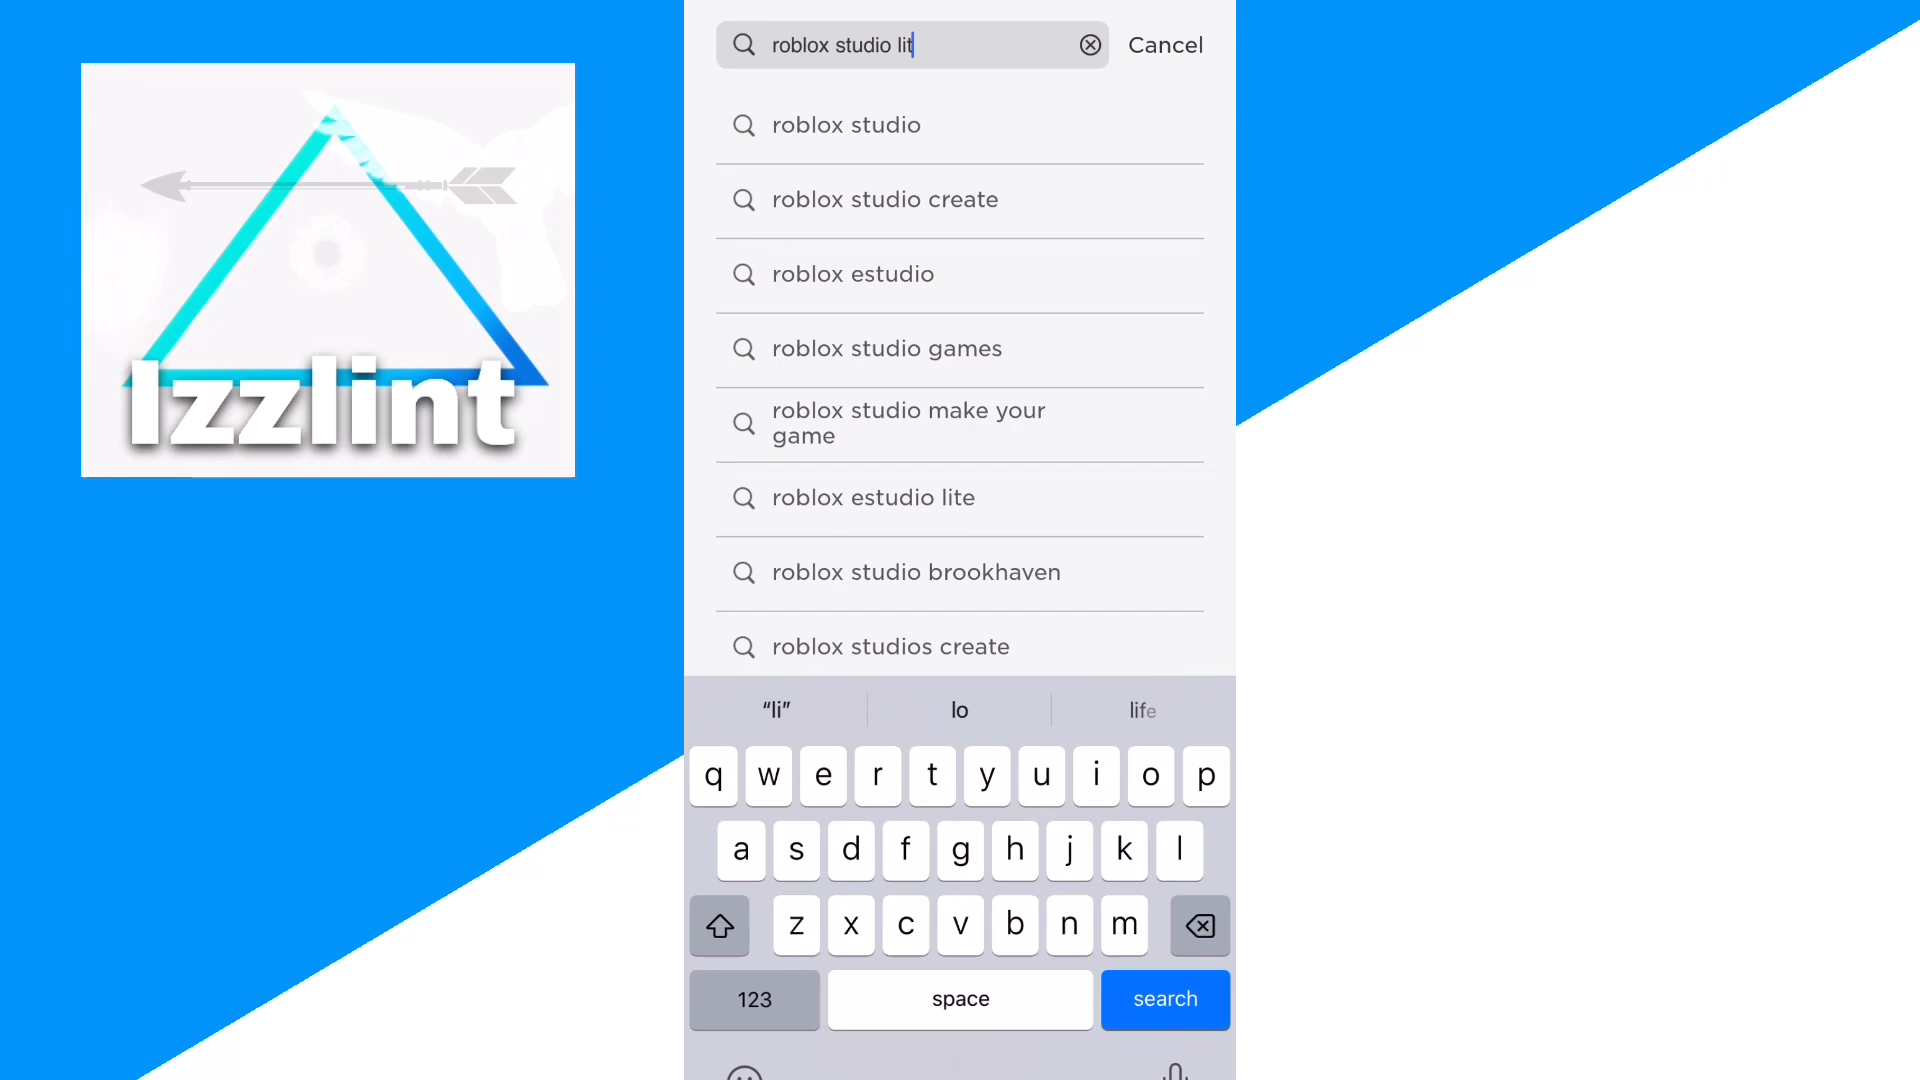 roblox studio lit
Cancel
roblox studio
roblox studio create
roblox estudio
roblox studio games
roblox studio make your
game
roblox estudio lite
roblox studio brookhaven
roblox studios create
Izzlint
“li”
lo
life
q w e r t y u i o p
a s d f g h j k l
z x c v b n m
123
space
search